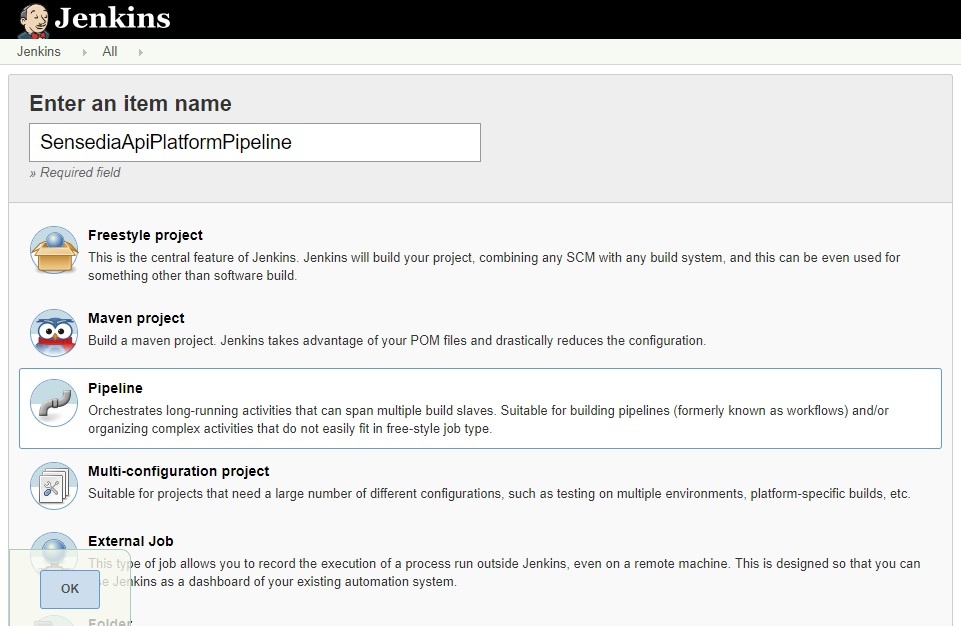 Jenkins
Jenkins All
Enter an item name
SensediaApiPlatformPipeline
» Required field
Freestyle project
This is the central feature of Jenkins. Jenkins will build your project, combining any SCM with any build system, and this can be even used for
something other than software build.
Maven project
Build a maven project. Jenkins takes advantage of your POM files and drastically reduces the configuration.
Pipeline
Orchestrates long-running activities that can span multiple build slaves. Suitable for building pipelines (formerly known as workflows) and/or
organizing complex activities that do not easily fit in free-style job type.
Multi-configuration project
Suitable for projects that need a large number of different configurations, such as testing on multiple environments, platform-specific builds, etc.
External Job
This type of job allows you to record the execution of a process run outside Jenkins, even on a remote machine. This is designed so that you can
use Jenkins as a dashboard of your existing automation system.
OK
Folder